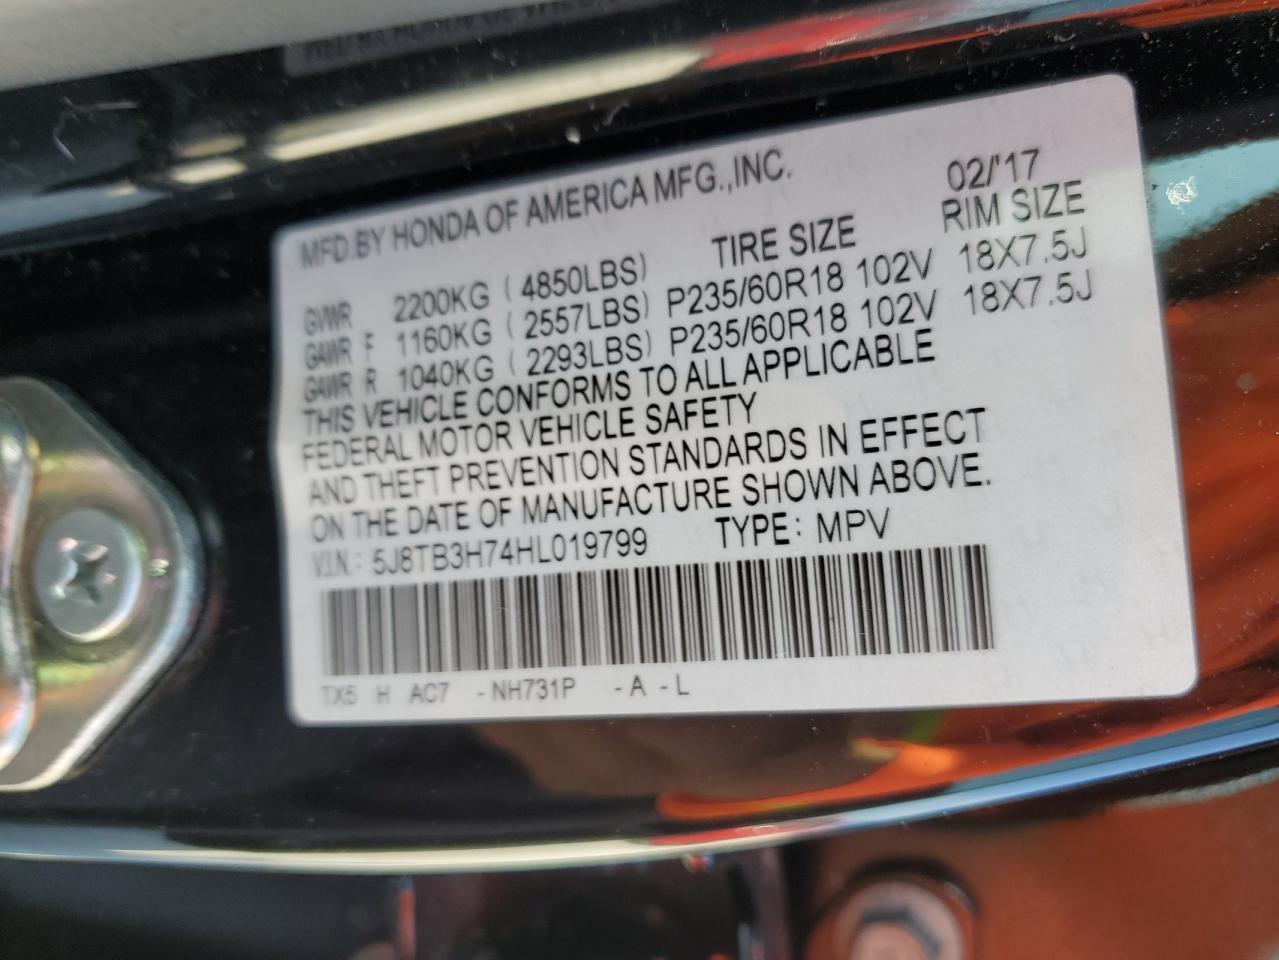 MFD.BY HONDA OF AMERICA MFG.,INC. 02/'17
TIRE SIZE RIM SIZE
GVWR 2200KG ( 4850LBS)
GAWR F 1160KG ( 2557LBS) P235/60R18 102V 18X7.5J
GAWR R 1040KG ( 2293LBS) P235/60R18 102V 18X7.5J
THIS VEHICLE CONFORMS TO ALL APPLICABLE
FEDERAL MOTOR VEHICLE SAFETY
AND THEFT PREVENTION STANDARDS IN EFFECT
ON THE DATE OF MANUFACTURE SHOWN ABOVE.
V.I.N.: 5J8TB3H74HL019799 TYPE: MPV
TX5 H AC7 -NH731P -A -L